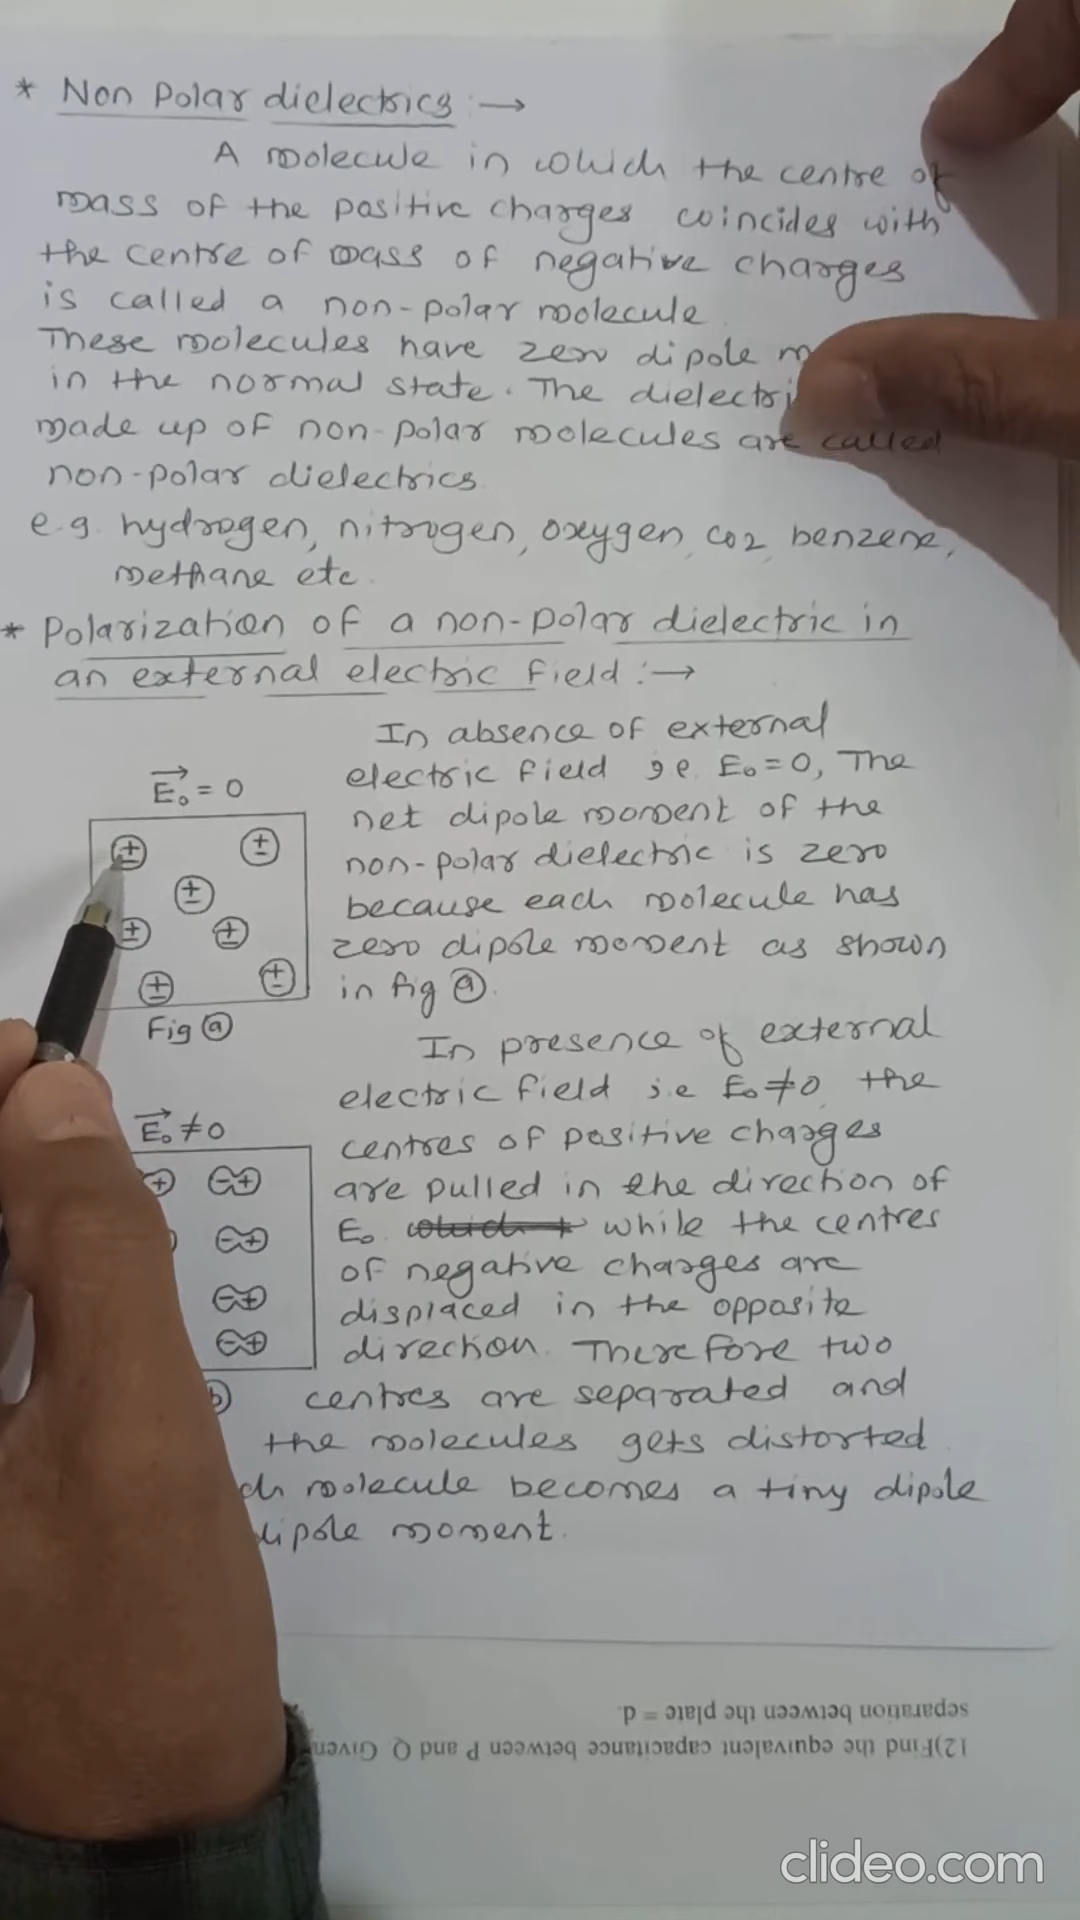 * Non Polar dielectrics :→
A molecule in which the centre of
mass of the positive charges coincides with
the centre of mass of negative charges
is called a non-polar molecule
These molecules have zero dipole m
in the normal state. The dielectri
made up of non-polar molecules are called
non-polar dielectrics.
e.g. hydrogen, nitrogen, oxygen, co2, benzene,
methane etc.
* Polarization of a non-polar dielectric in
an external electric field :→
In absence of external
electric field i.e. E₀ = 0, The
net dipole moment of the
non-polar dielectric is zero
because each molecule has
zero dipole moment as shown
in fig ⓐ.
E₀ = 0
+ −
+ −
+ −
+ −
+ −
+ −
+ −
Fig ⓐ
In presence of external
electric field i.e E₀ ≠ 0, the
centres of positive charges
are pulled in the direction of
E₀ while the centres
of negative charges are
displaced in the opposite
direction. Therefore two
centres are separated and
the molecules gets distorted.
ch molecule becomes a tiny dipole
dipole moment.
E₀ ≠ 0
+ − +
− +
− +
− +
b
12)Find the equivalent capacitance between P and Q. Given
separation between the plate = d.
clideo.com